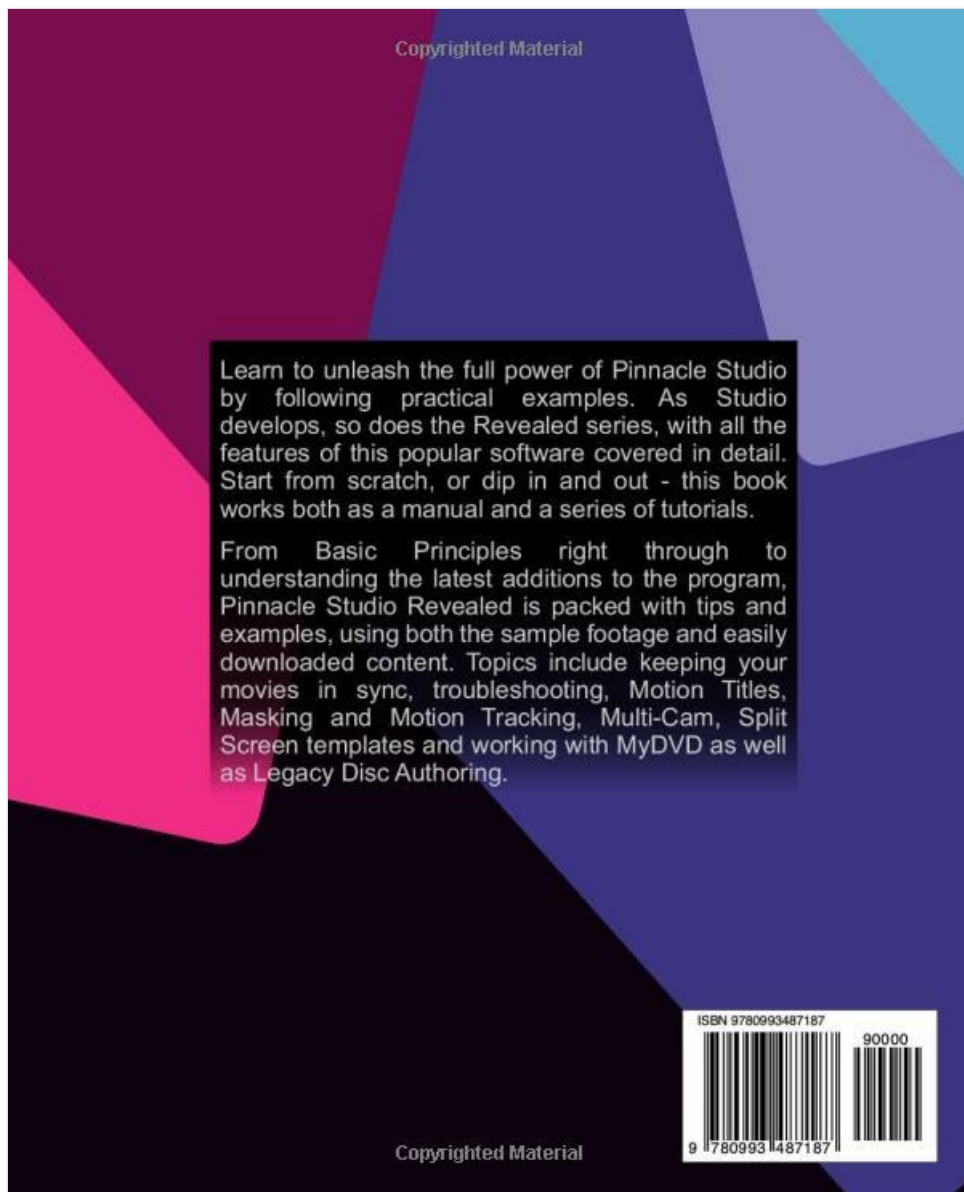 Copyrighted Material
Learn to unleash the full power of Pinnacle Studio
by following practical examples. As Studio
develops, so does the Revealed series, with all the
features of this popular software covered in detail.
Start from scratch, or dip in and out - this book
works both as a manual and a series of tutorials.
From Basic Principles right through to
understanding the latest additions to the program,
Pinnacle Studio Revealed is packed with tips and
examples, using both the sample footage and easily
downloaded content. Topics include keeping your
movies in sync, troubleshooting, Motion Titles,
Masking and Motion Tracking, Multi-Cam, Split
Screen templates and working with MyDVD as well
as Legacy Disc Authoring.
ISBN 9780993487187
90000
9 780993 487187
Copyrighted Material